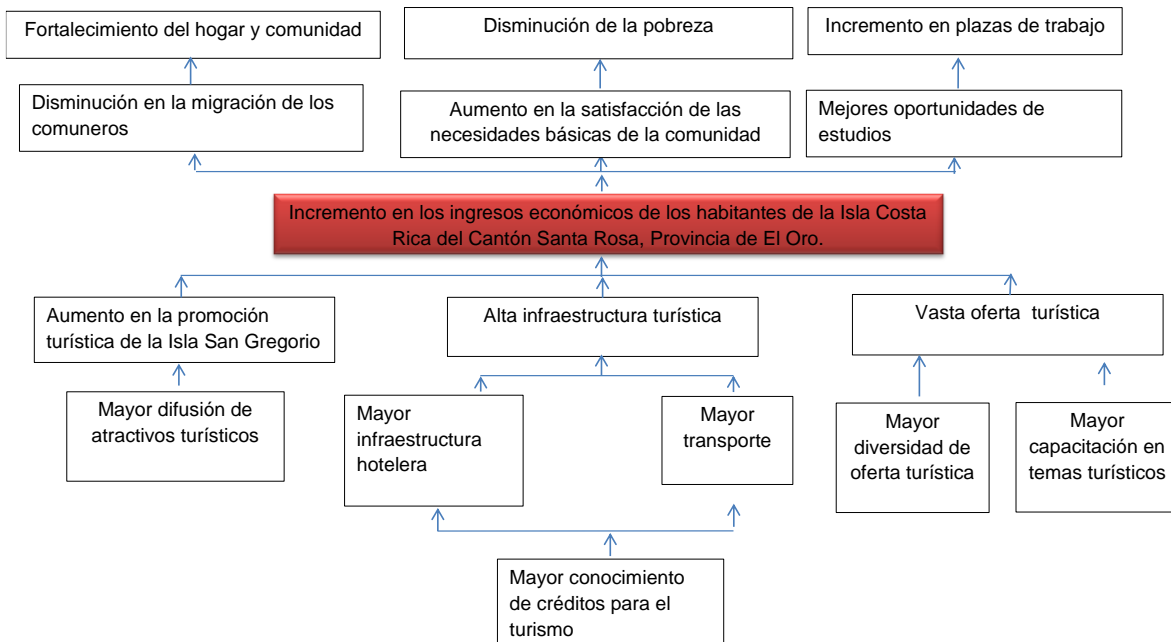 Fortalecimiento del hogar y comunidad
Disminución de la pobreza
Incremento en plazas de trabajo
Disminución en la migración de los
comuneros
Aumento en la satisfacción de las
necesidades básicas de la comunidad
Mejores oportunidades de
estudios
Incremento en los ingresos económicos de los habitantes de la Isla Costa
Rica del Cantón Santa Rosa, Provincia de El Oro.
Aumento en la promoción
turística de la Isla San Gregorio
Alta infraestructura turística
Vasta oferta turística
Mayor difusión de
atractivos turísticos
Mayor
infraestructura
hotelera
Mayor
transporte
Mayor
diversidad de
oferta turística
Mayor
capacitación en
temas turísticos
Mayor conocimiento
de créditos para el
turismo